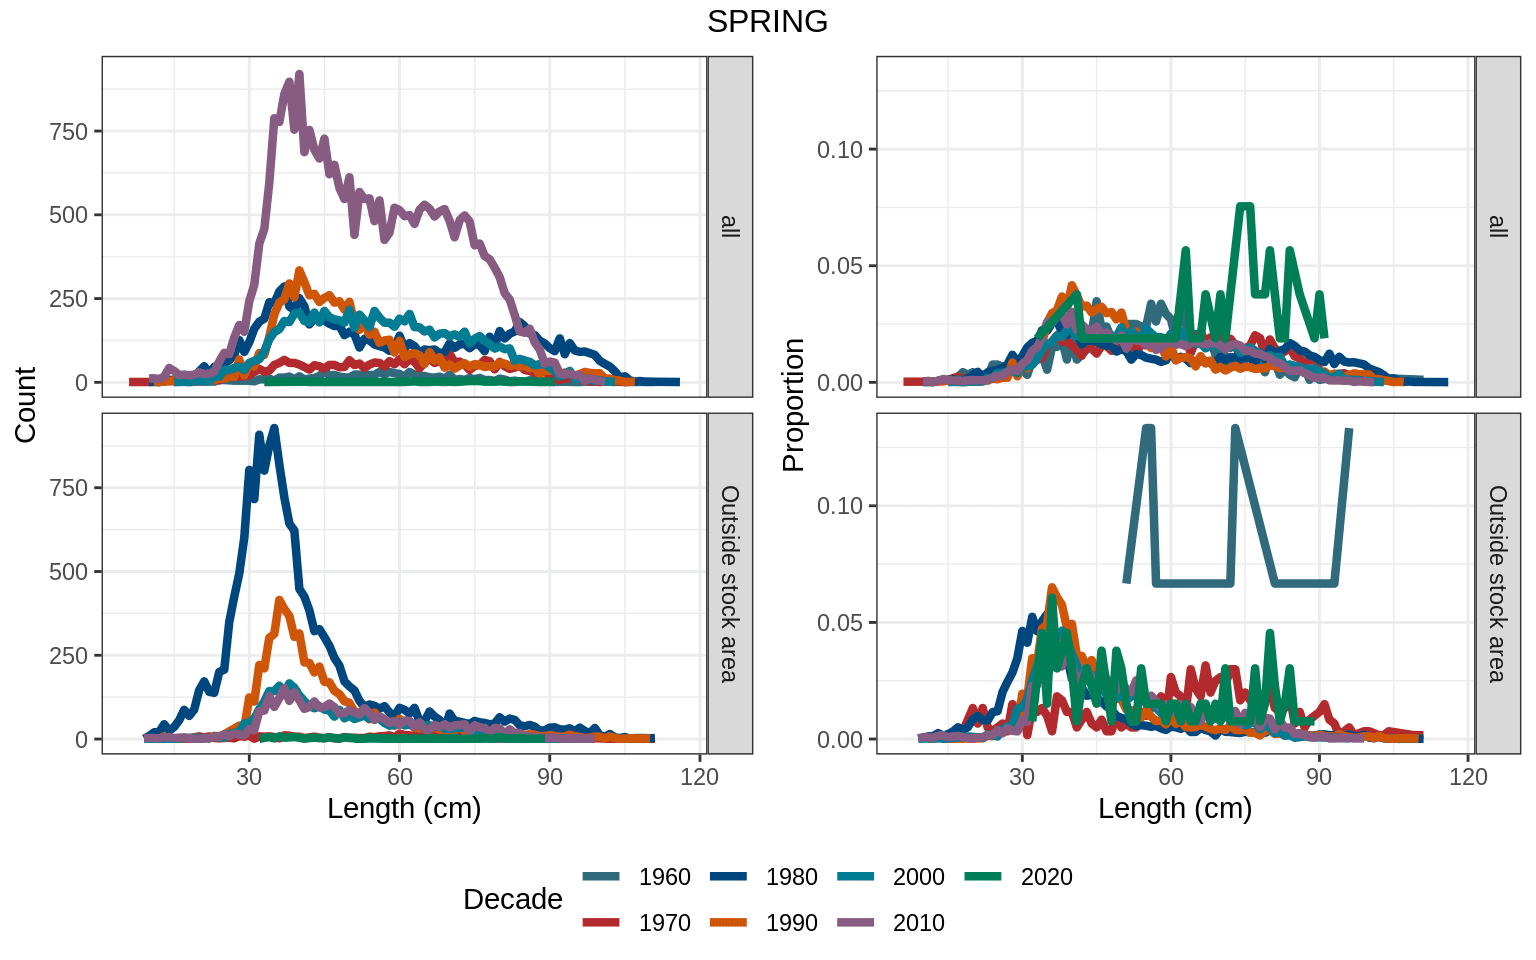 SPRING
Count
750
500
250
0
all
750
500
250
0
Outside stock area
30 60 90 120
Length (cm)
Proportion
0.10
0.05
0.00
all
0.10
0.05
0.00
Outside stock area
30 60 90 120
Length (cm)
Decade
1960 1980 2000 2020
1970 1990 2010